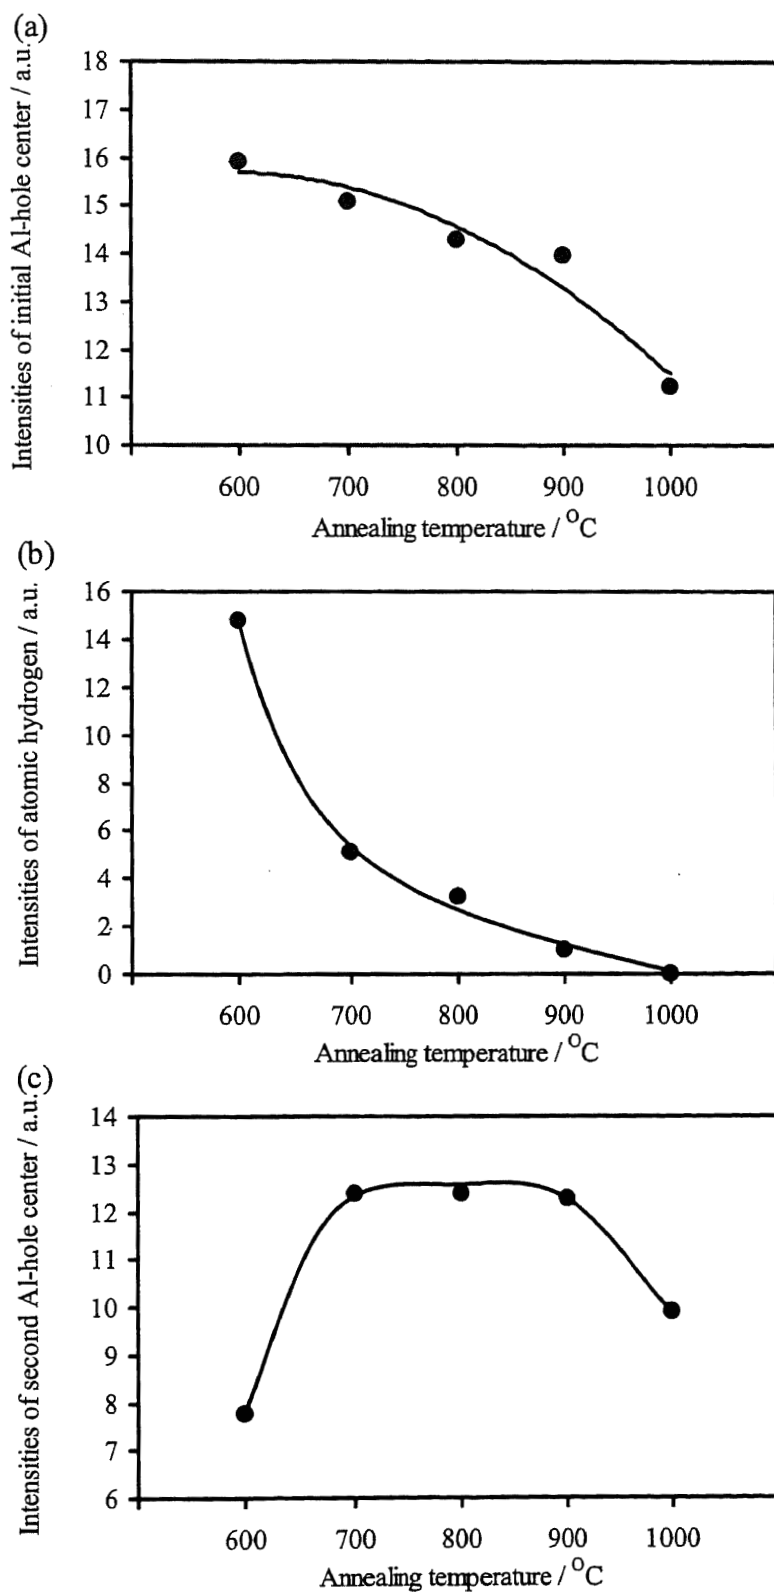 (a)
Intensities of initial Al-hole center / a.u.
18
17
16
15
14
13
12
11
10
600 700 800 900 1000
Annealing temperature / °C
(b)
Intensities of atomic hydrogen / a.u.
16
14
12
10
8
6
4
2
0
600 700 800 900 1000
Annealing temperature / °C
(c)
Intensities of second Al-hole center / a.u.
14
13
12
11
10
9
8
7
6
600 700 800 900 1000
Annealing temperature / °C